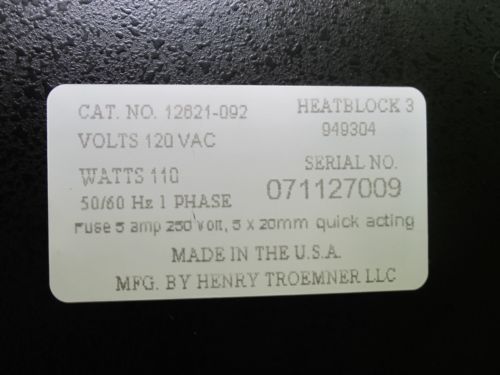 CAT. NO. 12621-092
HEATBLOCK 3
949304
VOLTS 120 VAC
WATTS 110
SERIAL NO.
071127009
50/60 Hz 1 PHASE
Fuse 5 amp 250 volt, 5 x 20mm quick acting
MADE IN THE U.S.A.
MFG. BY HENRY TROEMNER LLC